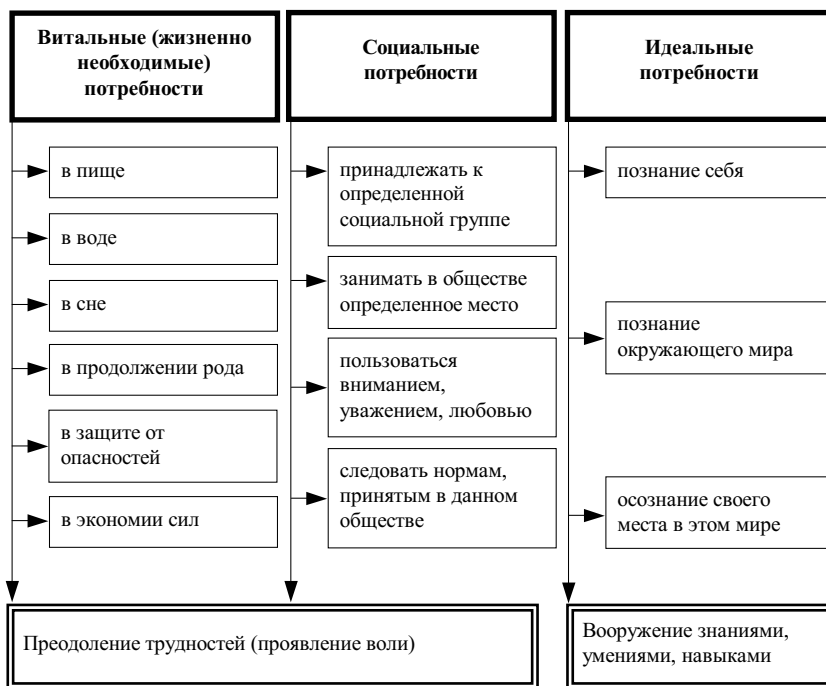 Витальные (жизненно
необходимые)
потребности
в пище
в воде
в сне
в продолжении рода
в защите от
опасностей
в экономии сил
Социальные
потребности
принадлежать к
определенной
социальной группе
занимать в обществе
определенное место
пользоваться
вниманием,
уважением, любовью
следовать нормам,
принятым в данном
обществе
Идеальные
потребности
познание себя
познание
окружающего мира
осознание своего
места в этом мире
Преодоление трудностей (проявление воли)
Вооружение знаниями,
умениями, навыками